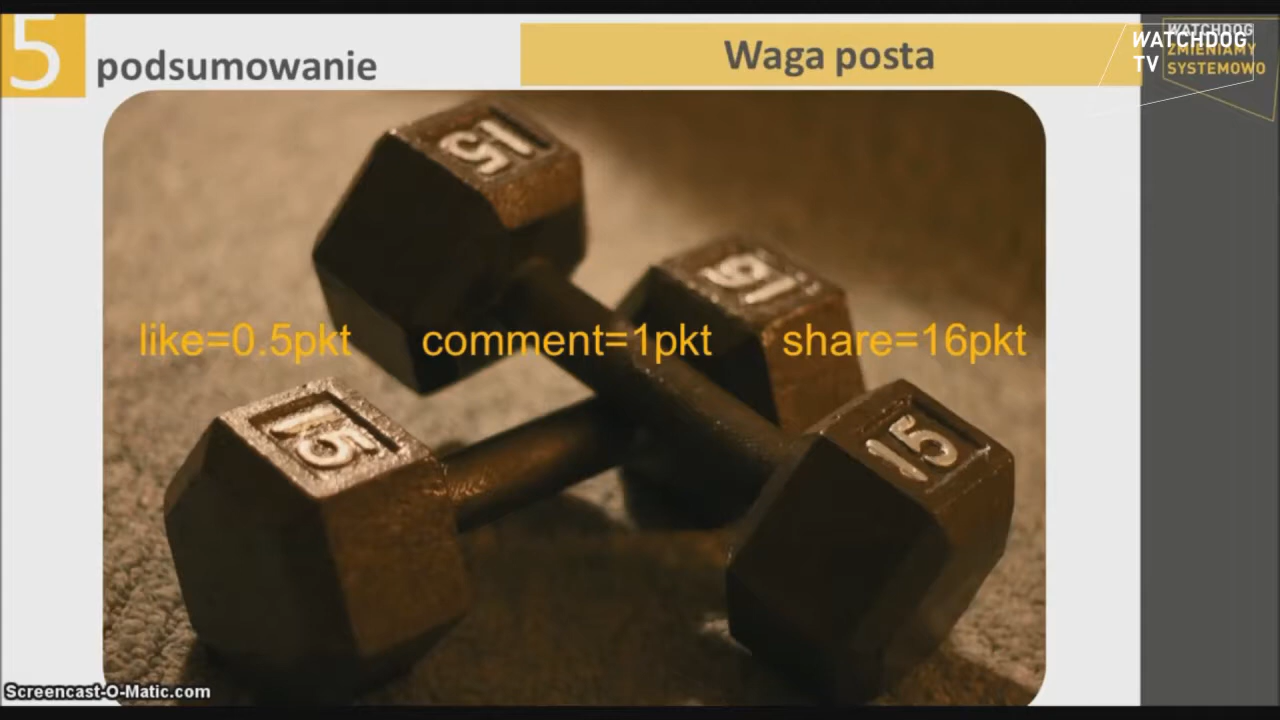 5
podsumowanie
Waga posta
WATCHDOG
TV
WATCHDOG
ZMIENIAMY
SYSTEMOWO
15
15
like=0.5pkt comment=1pkt share=16pkt
15
15
Screencast-O-Matic.com